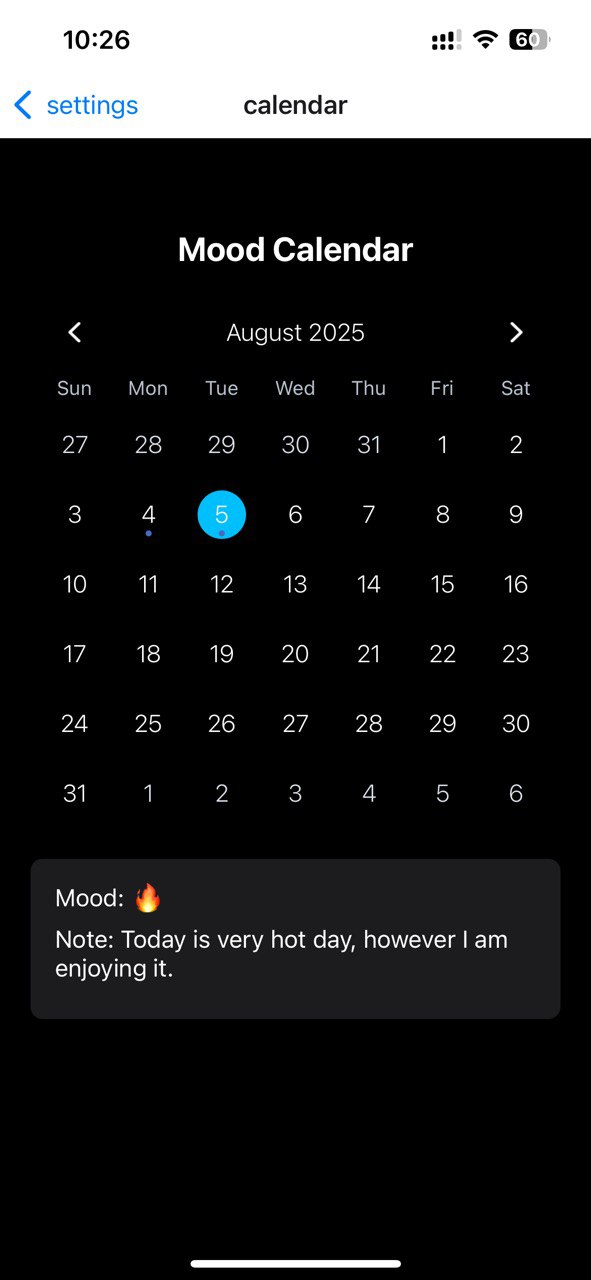 10:26 60
settings calendar
Mood Calendar
August 2025
Sun Mon Tue Wed Thu Fri Sat
27 28 29 30 31 1 2
3 4 5 6 7 8 9
10 11 12 13 14 15 16
17 18 19 20 21 22 23
24 25 26 27 28 29 30
31 1 2 3 4 5 6
Mood: 🔥
Note: Today is very hot day, however I am
enjoying it.